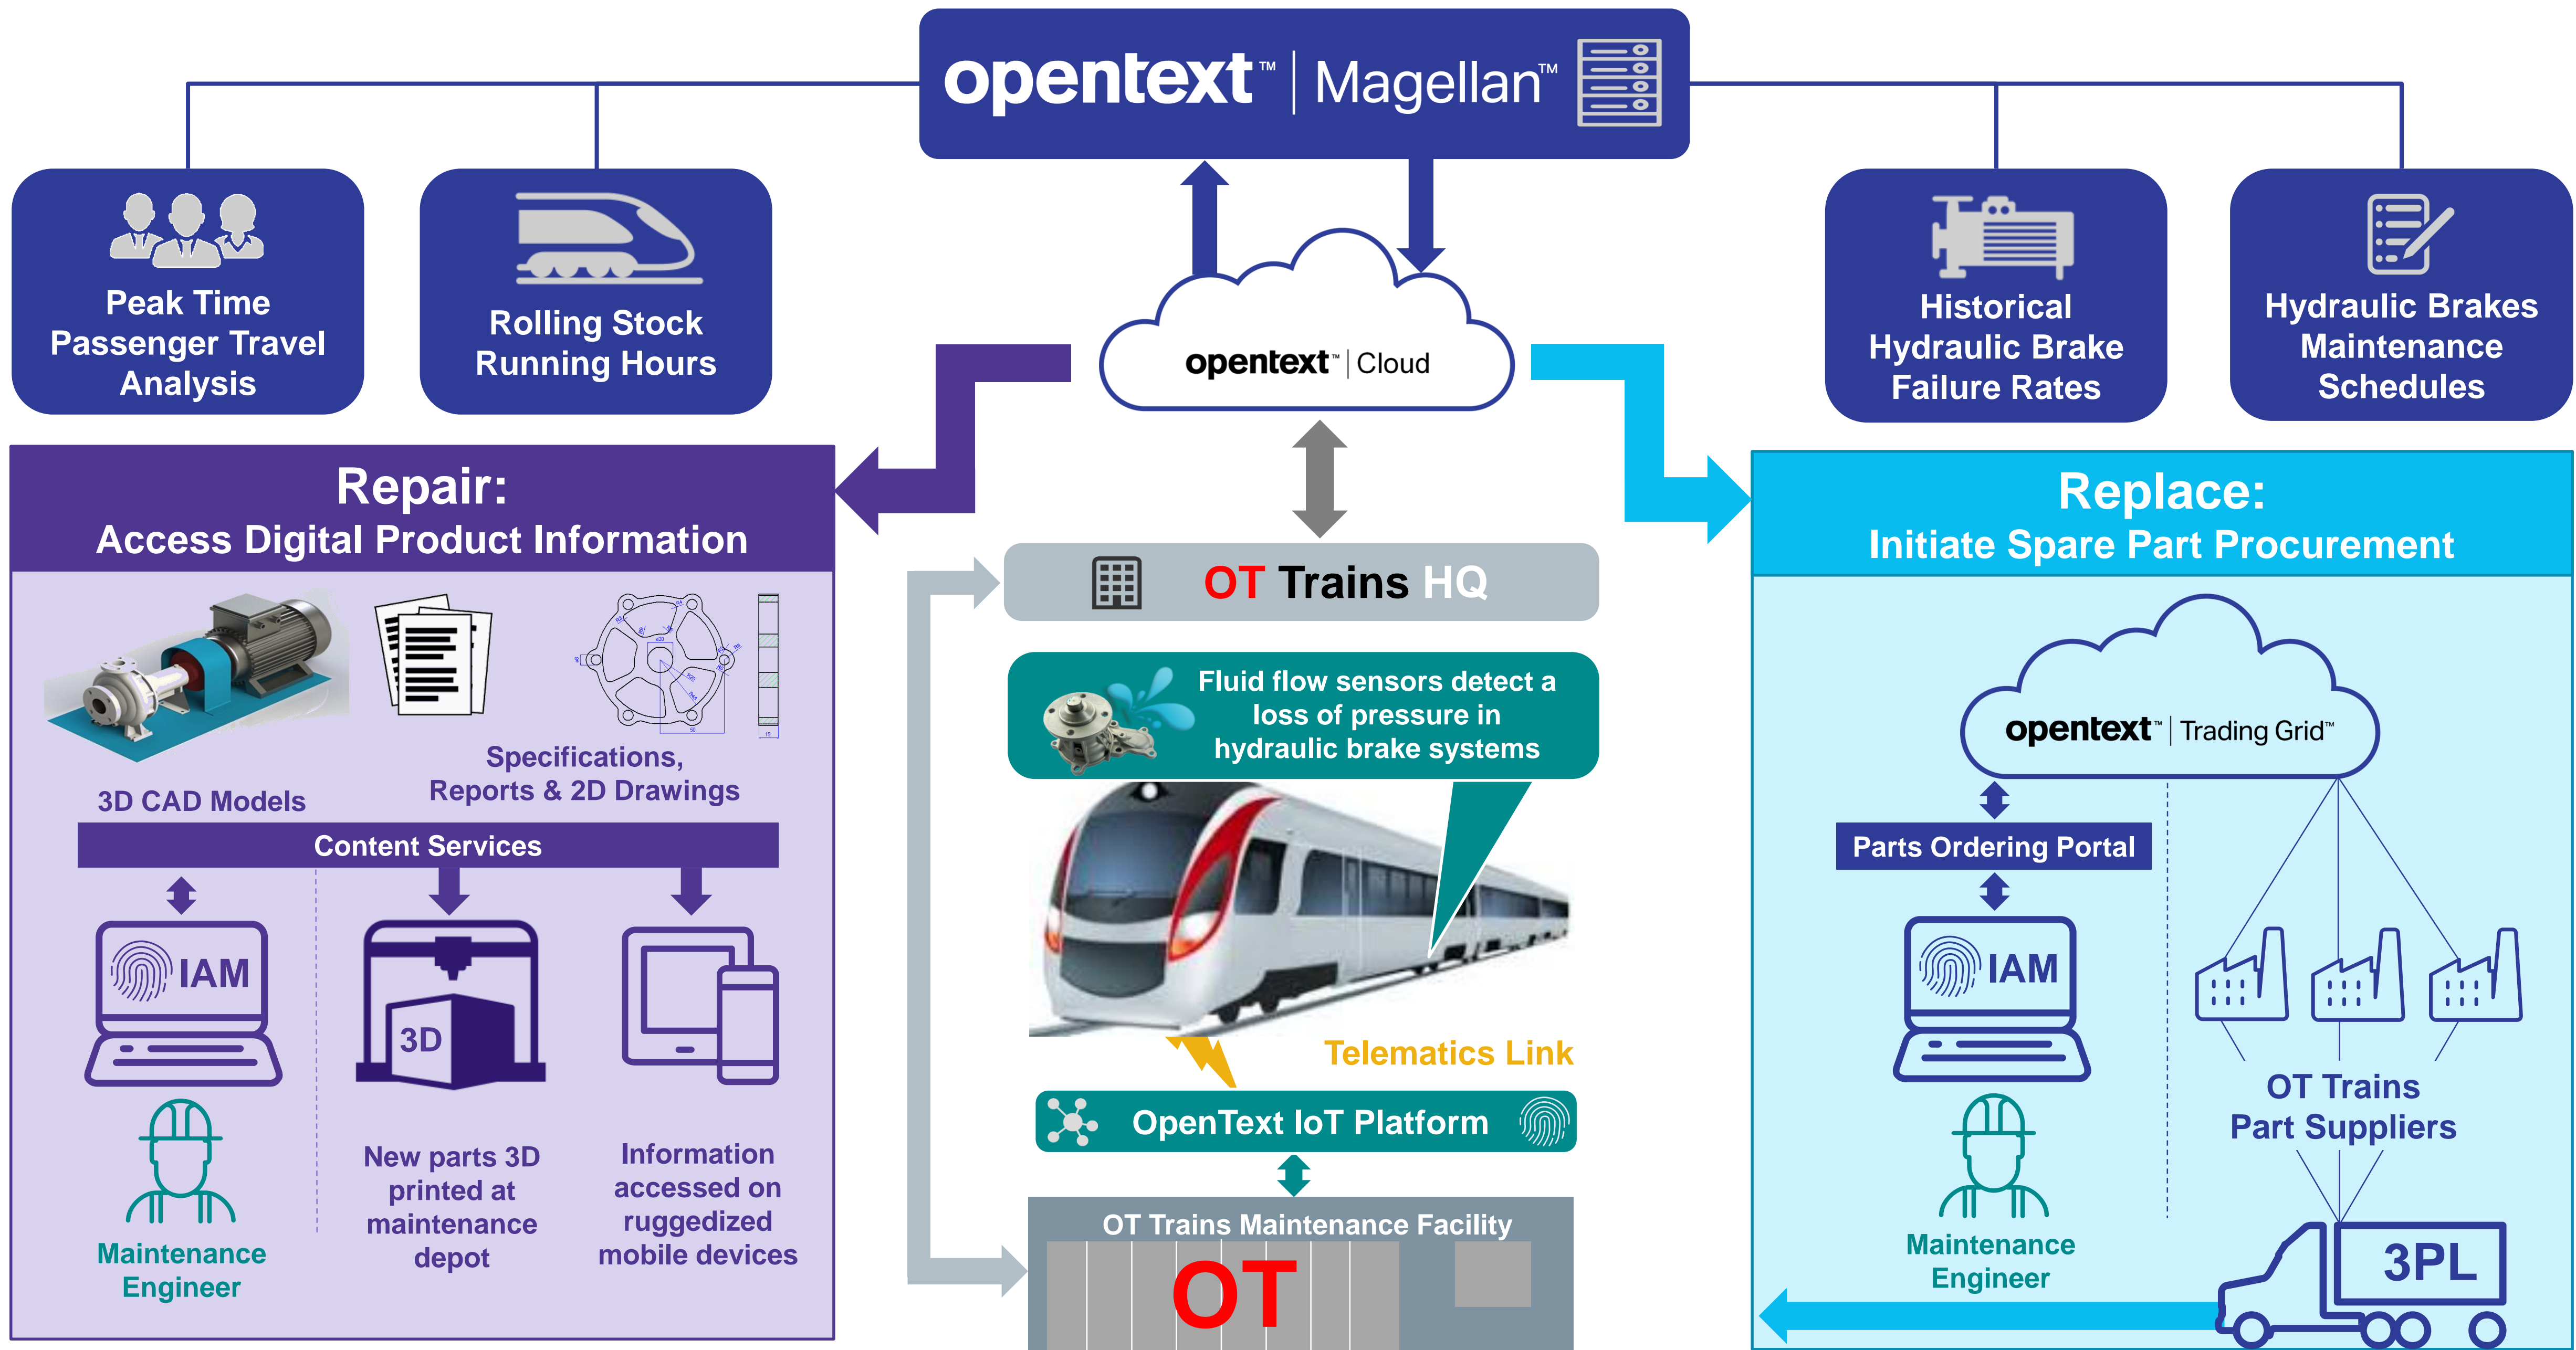 opentext™ | Magellan™
Peak Time
Passenger Travel
Analysis
Rolling Stock
Running Hours
Historical
Hydraulic Brake
Failure Rates
Hydraulic Brakes
Maintenance
Schedules
opentext™ | Cloud
Repair:
Access Digital Product Information
3D CAD Models
Specifications,
Reports & 2D Drawings
Content Services
IAM
3D
Maintenance
Engineer
New parts 3D
printed at
maintenance
depot
Information
accessed on
ruggedized
mobile devices
OT Trains HQ
Fluid flow sensors detect a
loss of pressure in
hydraulic brake systems
Telematics Link
OpenText IoT Platform
OT Trains Maintenance Facility
OT
Replace:
Initiate Spare Part Procurement
opentext™ | Trading Grid™
Parts Ordering Portal
IAM
Maintenance
Engineer
OT Trains
Part Suppliers
3PL